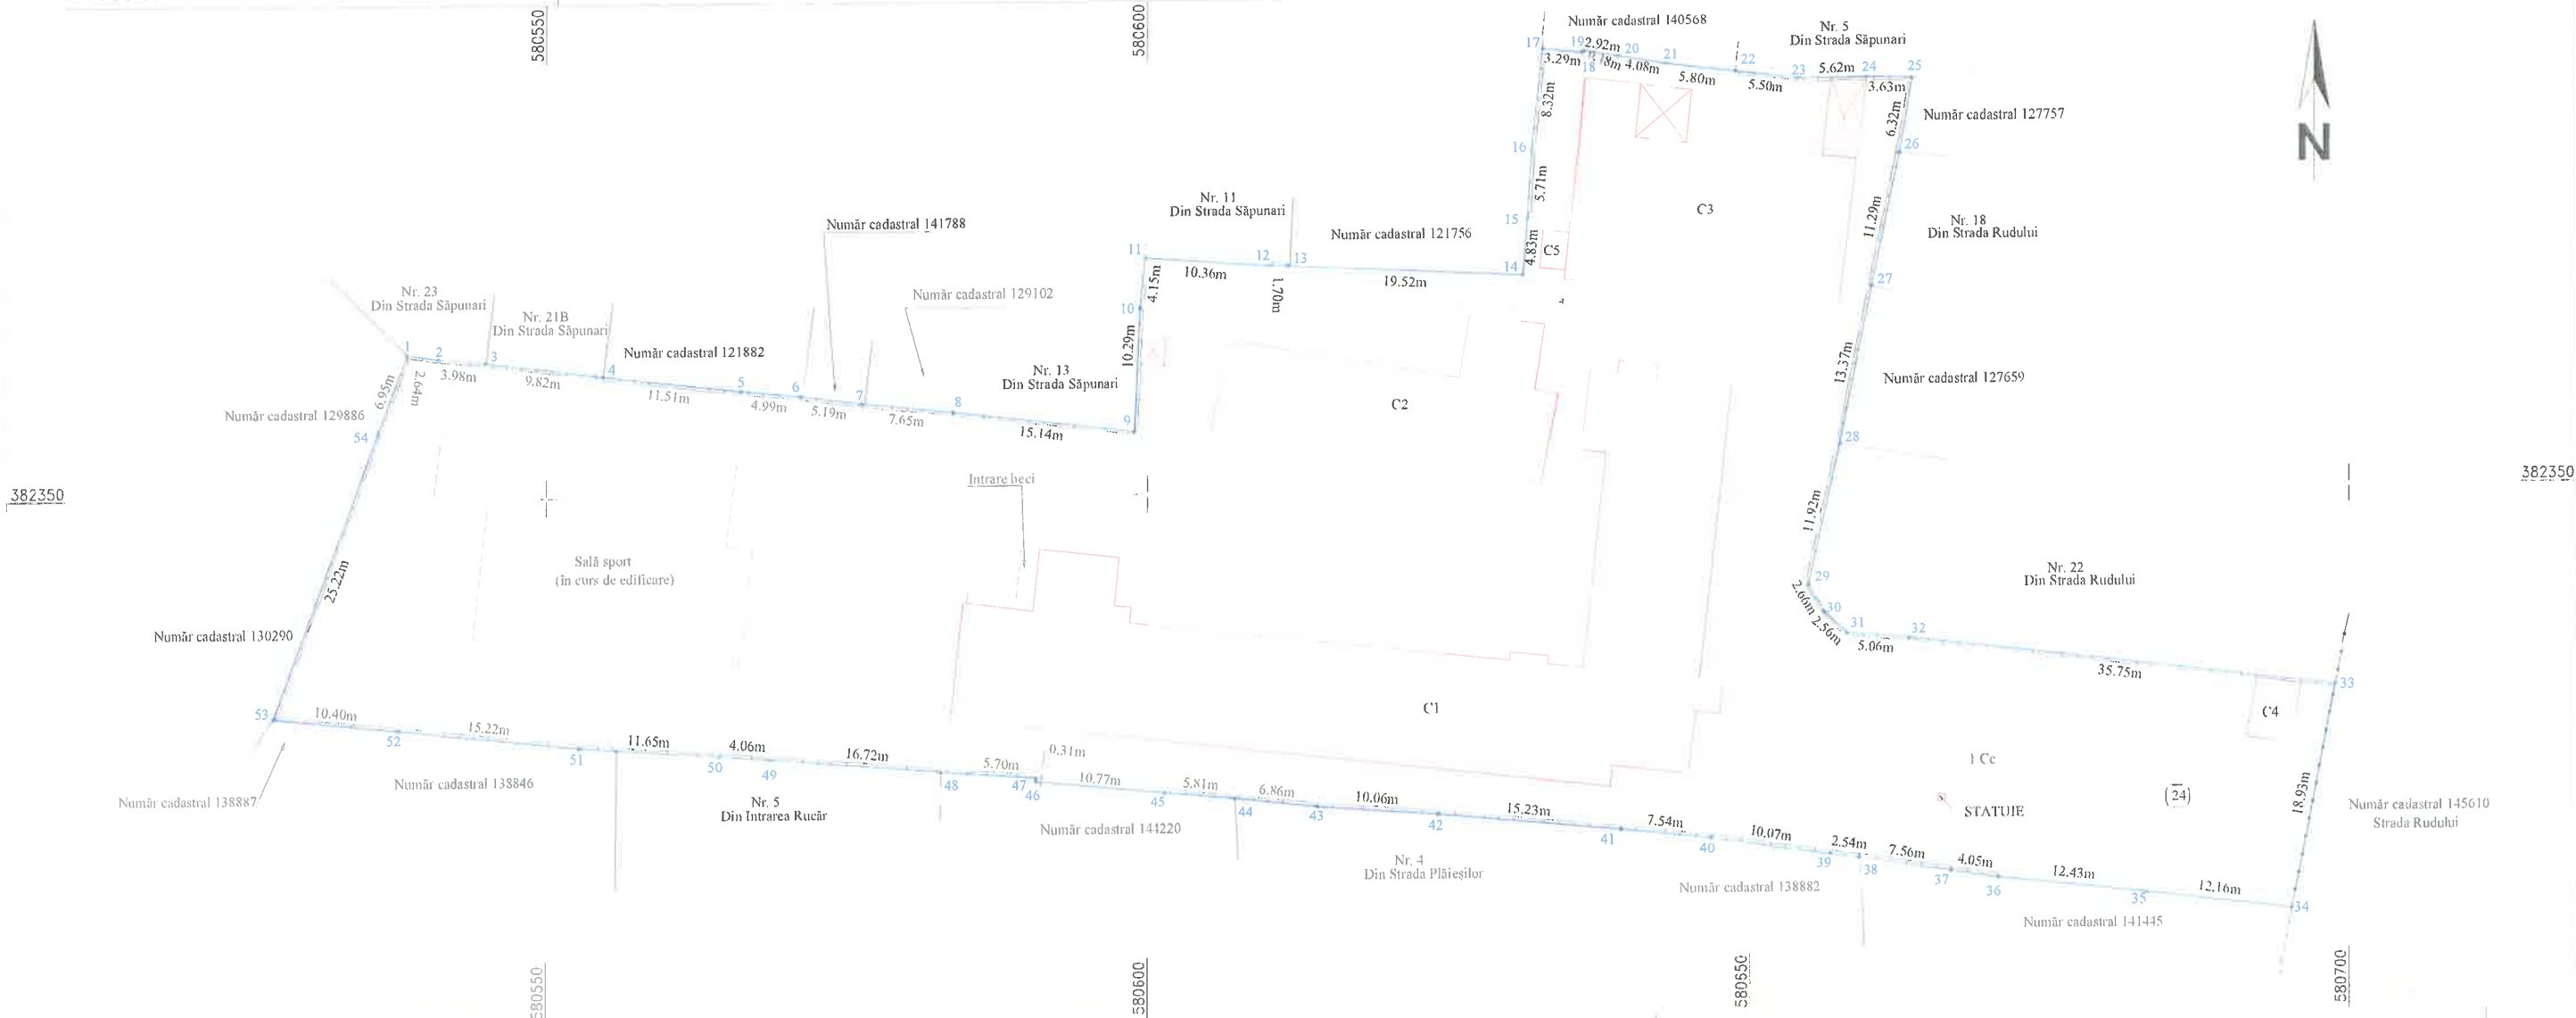 580550
580600
Număr cadastral 140568
Nr. 5
Din Strada Săpunari
17
19
2.92m
20
21
22
23
5.62m
24
25
3.29m
18
8m
4.08m
5.80m
5.50m
3.63m
8.32m
6.32m
Număr cadastral 127757
N
16
26
5.71m
C3
Nr. 11
Din Strada Săpunari
15
11.29m
Nr. 18
Din Strada Rudului
Număr cadastral 141788
Număr cadastral 121756
4.83m
C5
11
12
13
14
10.36m
4.15m
1.70m
19.52m
27
Nr. 23
Din Strada Săpunari
Număr cadastral 129102
10
Nr. 21B
Din Strada Săpunari
10.29m
1
2
3
Număr cadastral 121882
13.37m
3.98m
4
9.82m
2.64m
6.95m
5
6
7
8
Nr. 13
Din Strada Săpunari
Număr cadastral 127659
11.51m
4.99m
5.19m
7.65m
15.14m
9
C2
Număr cadastral 129886
54
28
Intrare beci
382350
382350
11.92m
Sală sport
(în curs de edificare)
25.22m
29
Nr. 22
Din Strada Rudului
2.66m
30
2.56m
31
32
5.06m
Număr cadastral 130290
35.75m
33
53
10.40m
15.22m
C1
C4
52
51
11.65m
4.06m
16.72m
50
49
5.70m
0.31m
1 Cc
48
47
46
10.77m
5.81m
6.86m
10.06m
15.23m
18.93m
Număr cadastral 138846
Număr cadastral 138887
Nr. 5
Din Intrarea Rucăr
45
44
43
42
41
7.54m
STATUIE
(24)
Număr cadastral 145610
Strada Rudului
Număr cadastral 144220
40
10.07m
2.54m
7.56m
4.05m
39
38
37
36
12.43m
12.16m
35
34
Nr. 4
Din Strada Plăieșilor
Număr cadastral 138882
Număr cadastral 141445
580550
580600
580650
580700